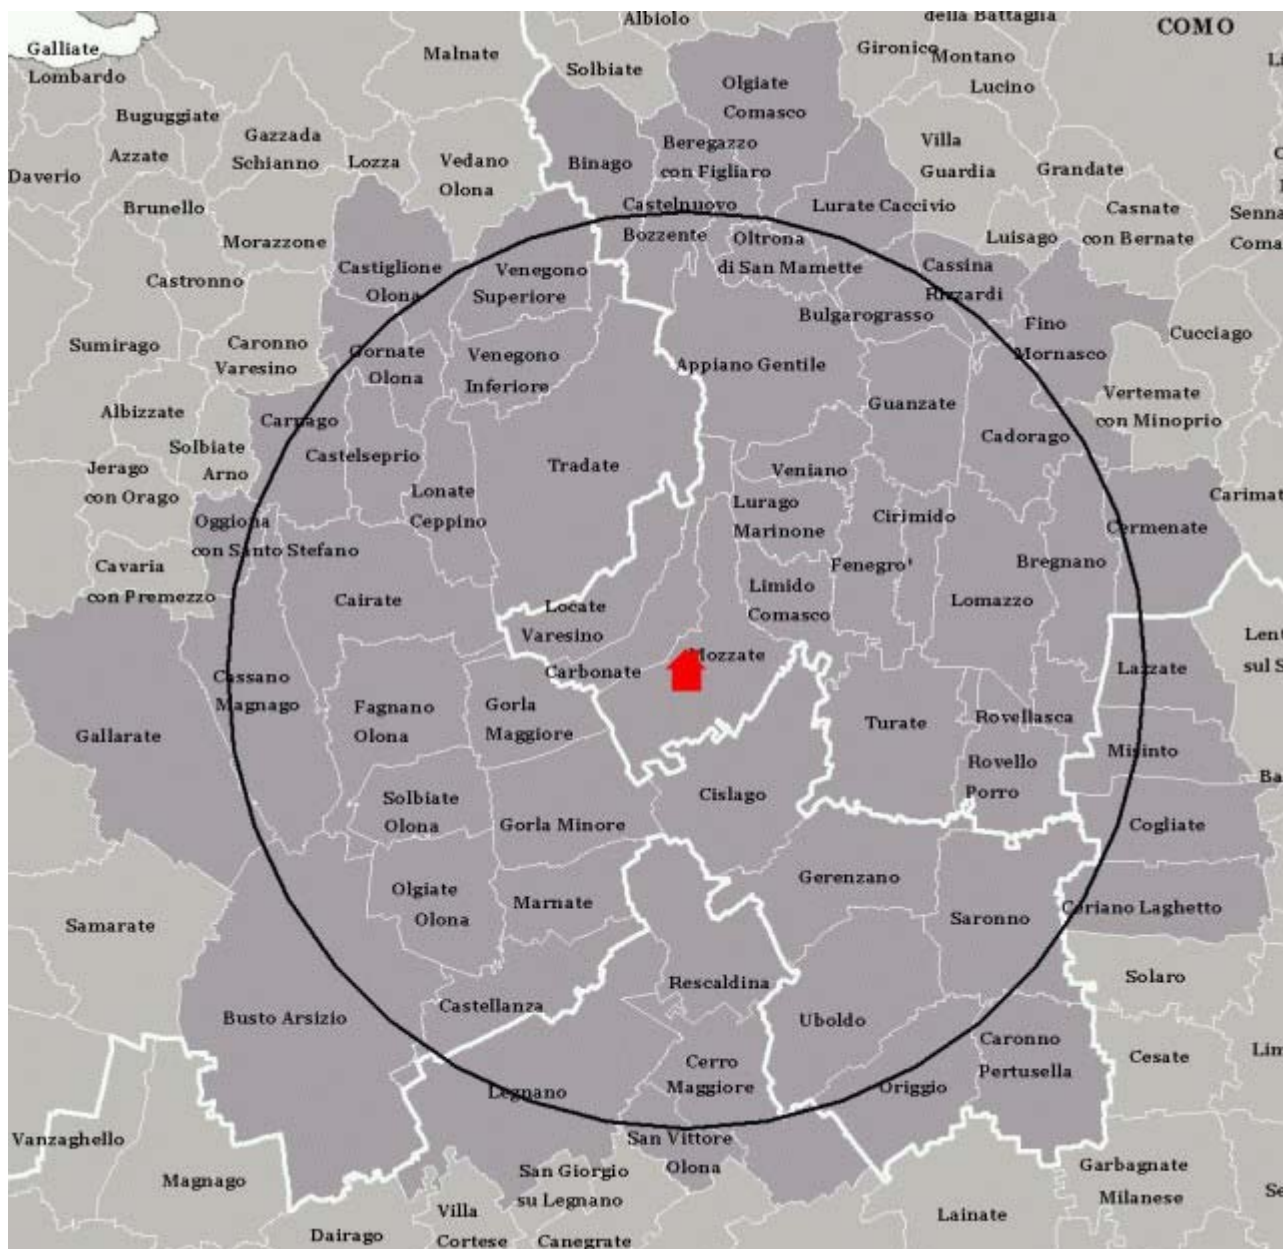 Albiolo
della Battaglia
COMO
Galliate
Lombardo
Malnate
Solbiate
Gironico
Montano
Lucino
Olgiate
Comasco
Buguggiate
Azzate
Gazzada
Schianno
Lozza
Vedano
Olona
Binago
Beregazzo
con Figliaro
Villa
Guardia
Grandate
Daverio
Brunello
Morazzone
Castelnuovo
Bozzente
Lurate Caccivio
Casnate
con Bernate
Luisago
Castronno
Castiglione
Olona
Venegono
Superiore
Oltrona
di San Mamette
Cassina
Rizzardi
Bulgarograsso
Fino
Mornasco
Cucciago
Sumirago
Caronno
Varesino
Gornate
Olona
Venegono
Inferiore
Appiano Gentile
Guanzate
Vertemate
con Minoprio
Albizzate
Solbiate
Arno
Carnago
Castelseprio
Tradate
Cadorago
Jerago
con Orago
Lonate
Ceppino
Veniano
Lurago
Marinone
Cirimido
Cermenate
Oggiona
con Santo Stefano
Cavaria
con Premezzo
Cairate
Locate
Varesino
Limido
Comasco
Fenegro'
Bregnano
Lomazzo
Mozzate
Carbonate
Lazzate
Cassano
Magnago
Gallarate
Fagnano
Olona
Gorla
Maggiore
Turate
Rovellasca
Rovello
Porro
Misinto
Solbiate
Olona
Gorla Minore
Cislago
Cogliate
Olgiate
Olona
Marnate
Gerenzano
Saronno
Ceriano Laghetto
Samarate
Busto Arsizio
Castellanza
Rescaldina
Uboldo
Solaro
Caronno
Pertusella
Cesate
Legnano
Cerro
Maggiore
Origgio
Vanzaghello
Magnago
San Vittore
Olona
San Giorgio
su Legnano
Garbagnate
Milanese
Villa
Cortese
Dairago
Canegrate
Lainate